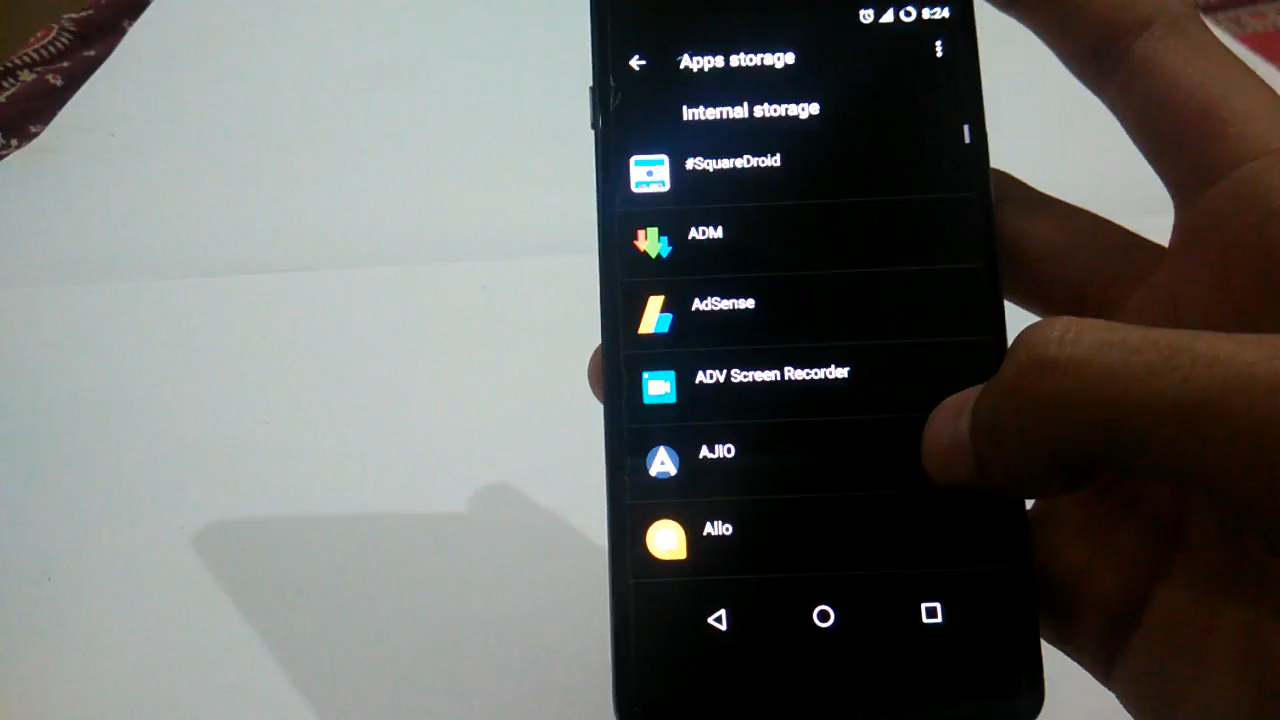 8:24
Apps storage
Internal storage
#SquareDroid
ADM
AdSense
ADV Screen Recorder
AJIO
Allo